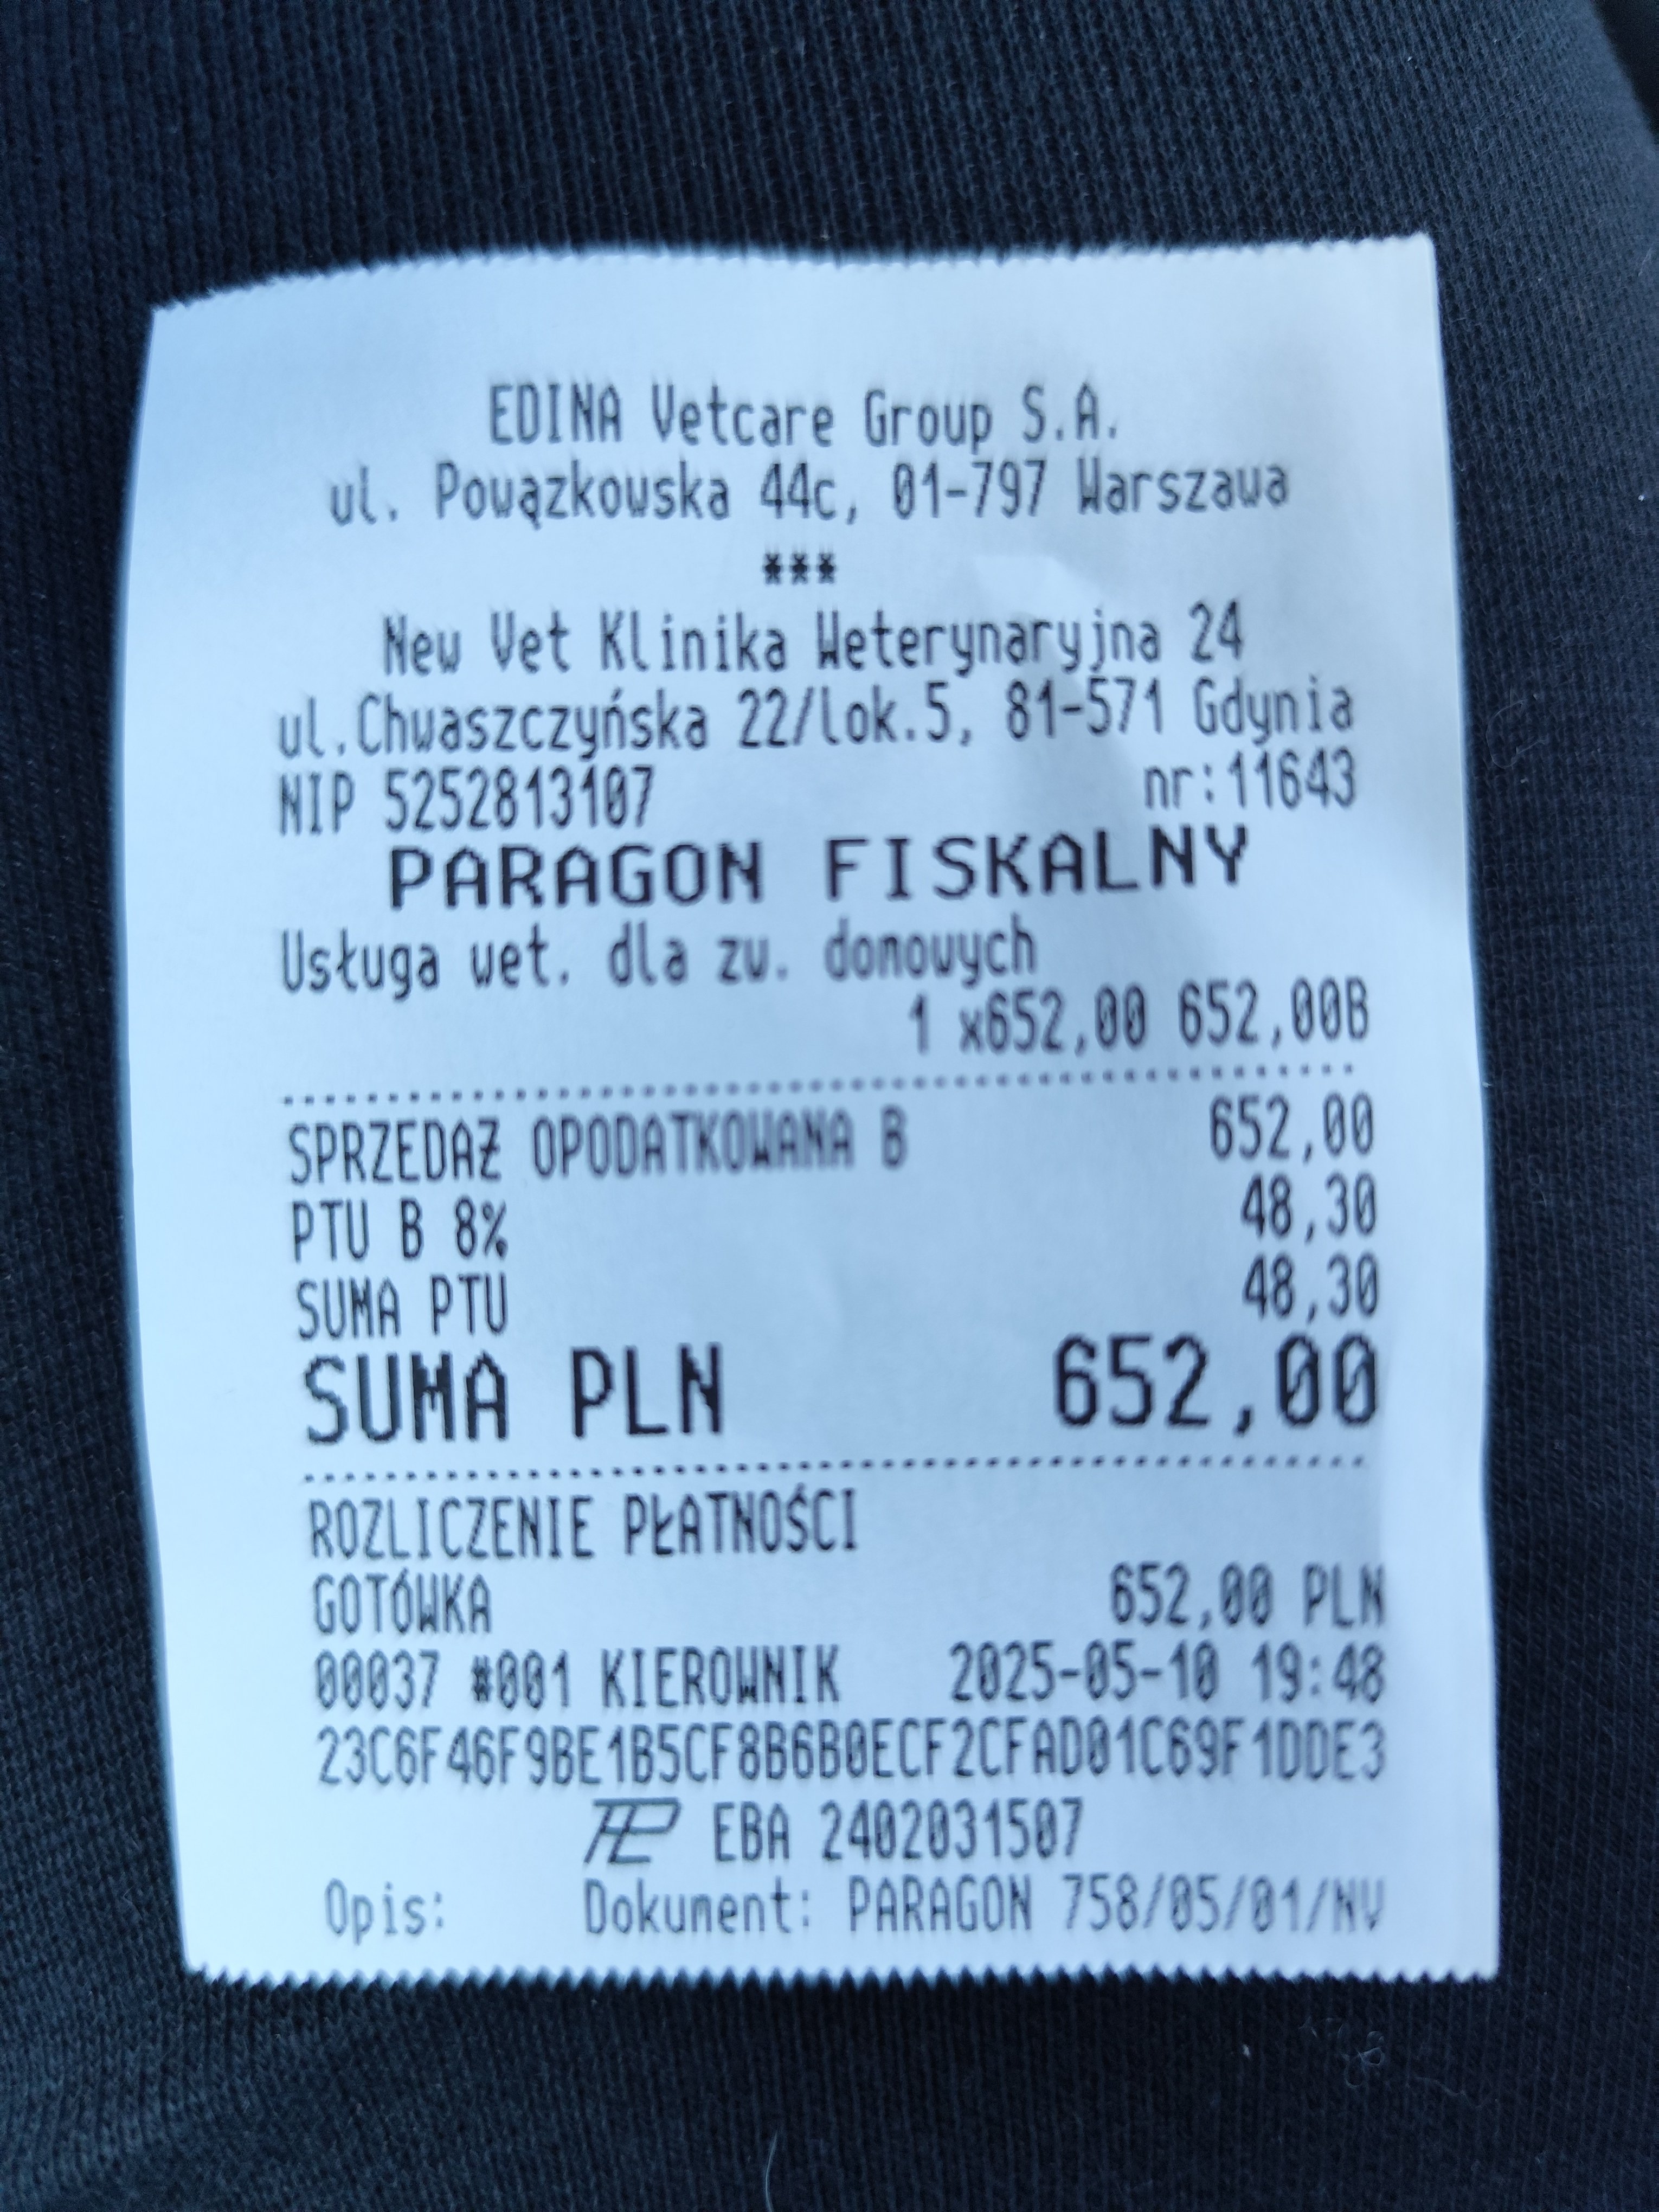 EDINA Vetcare Group S.A.
ul. Powązkowska 44c, 01-797 Warszawa
***
New Vet Klinika Weterynaryjna 24
ul.Chwaszczyńska 22/lok.5, 81-571 Gdynia
NIP 5252813107 nr:11643
PARAGON FISKALNY
Usługa wet. dla zw. domowych
1 x652,00 652,00B
SPRZEDAŻ OPODATKOWANA B 652,00
PTU B 8% 48,30
SUMA PTU 48,30
SUMA PLN 652,00
ROZLICZENIE PŁATNOŚCI
GOTÓWKA 652,00 PLN
00037 #001 KIEROWNIK 2025-05-10 19:48
23C6F46F9BE1B5CF8B6B0ECF2CFAD01C69F1DDE3
EBA 2402031507
Opis: Dokument: PARAGON 758/05/01/NV